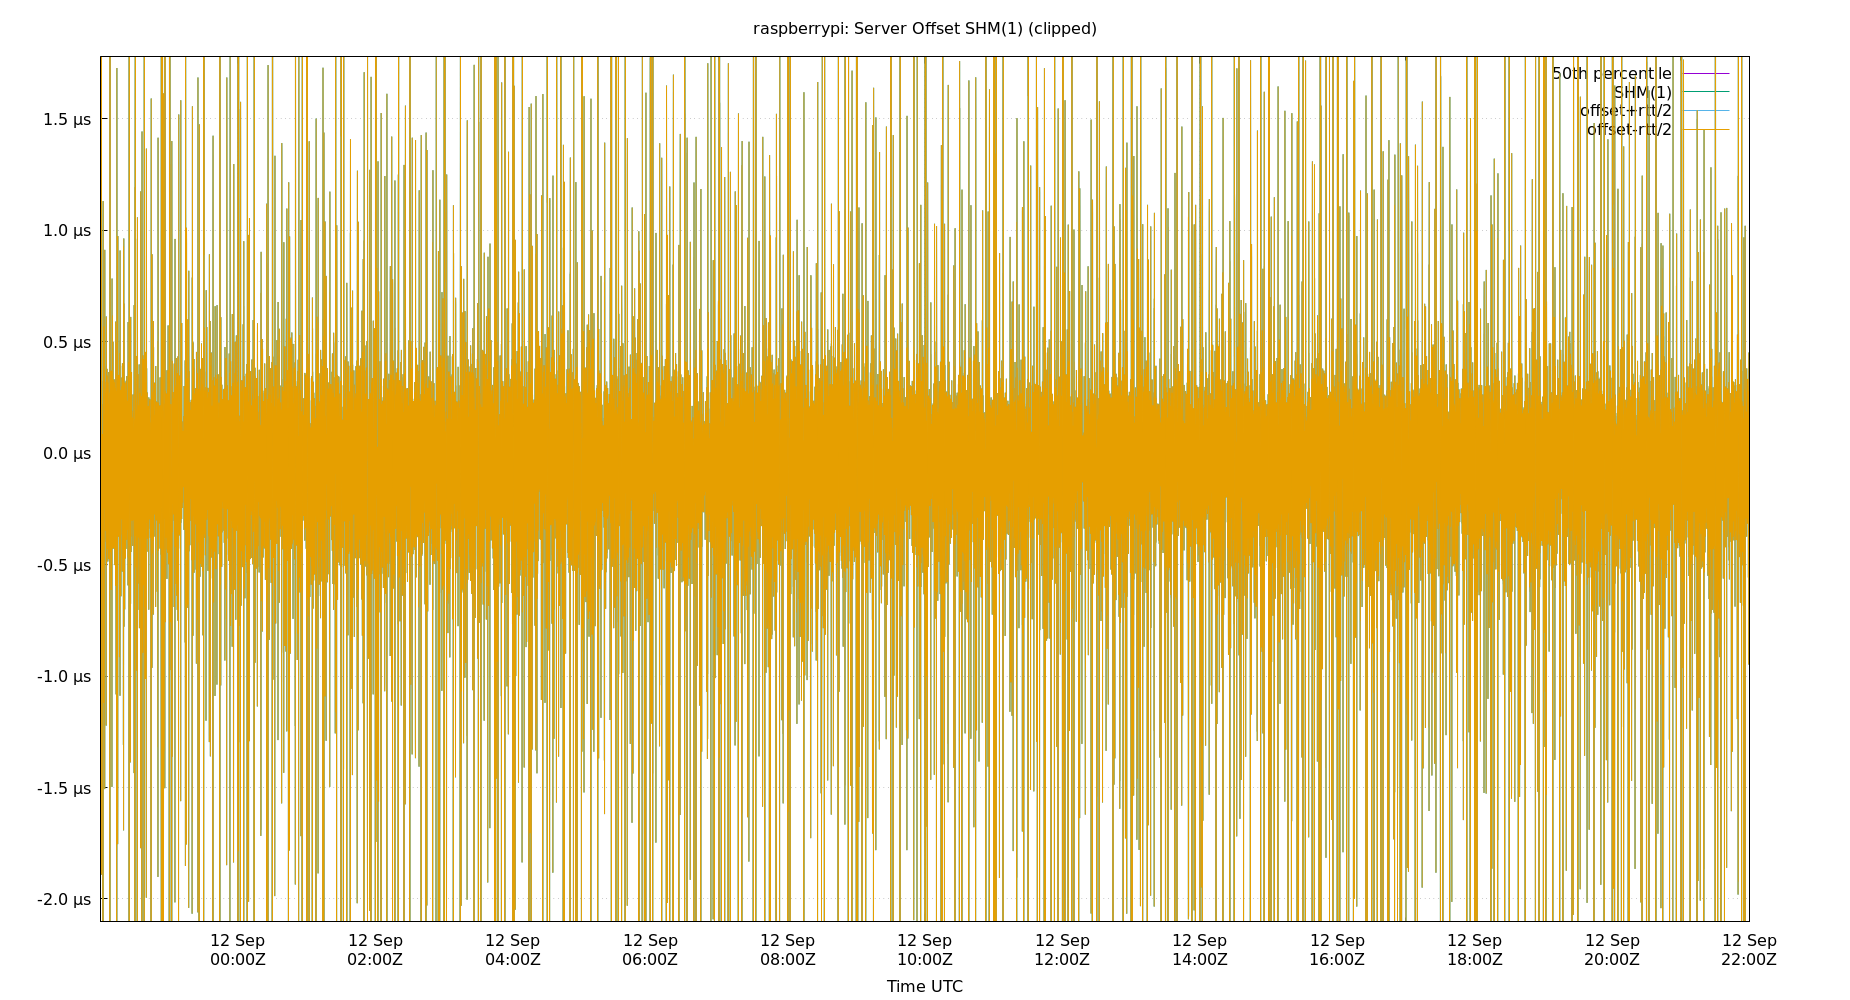 raspberrypi: Server Offset SHM(1) (clipped)
50th percentile
SHM(1)
offset+rtt/2
offset-rtt/2
1.5 µs
1.0 µs
0.5 µs
0.0 µs
-0.5 µs
-1.0 µs
-1.5 µs
-2.0 µs
12 Sep 12 Sep 12 Sep 12 Sep 12 Sep 12 Sep 12 Sep 12 Sep 12 Sep 12 Sep 12 Sep 12 Sep
00:00Z 02:00Z 04:00Z 06:00Z 08:00Z 10:00Z 12:00Z 14:00Z 16:00Z 18:00Z 20:00Z 22:00Z
Time UTC